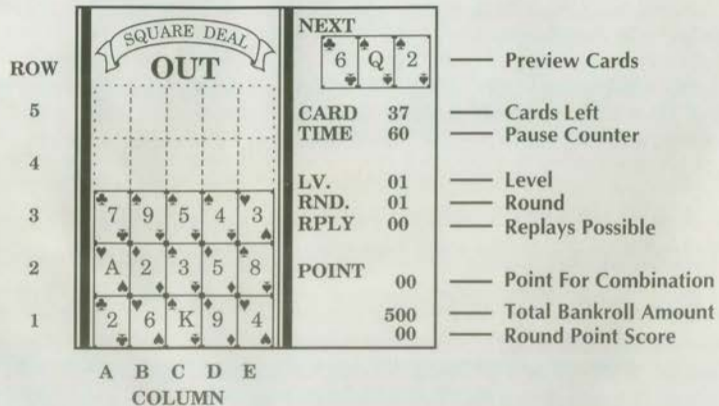 SQUARE DEAL
OUT
ROW
5
4
3
2
1
♣7 ♠9 ♠5 ♠4 ♥3
♥A ♦2 ♠3 ♦5 ♠8
♣2 ♥6 ♠K ♦9 ♥4
A B C D E
COLUMN
NEXT
♣6 ♠Q ♠2
CARD 37
TIME 60
LV. 01
RND. 01
RPLY 00
POINT
00
500
00
Preview Cards
Cards Left
Pause Counter
Level
Round
Replays Possible
Point For Combination
Total Bankroll Amount
Round Point Score